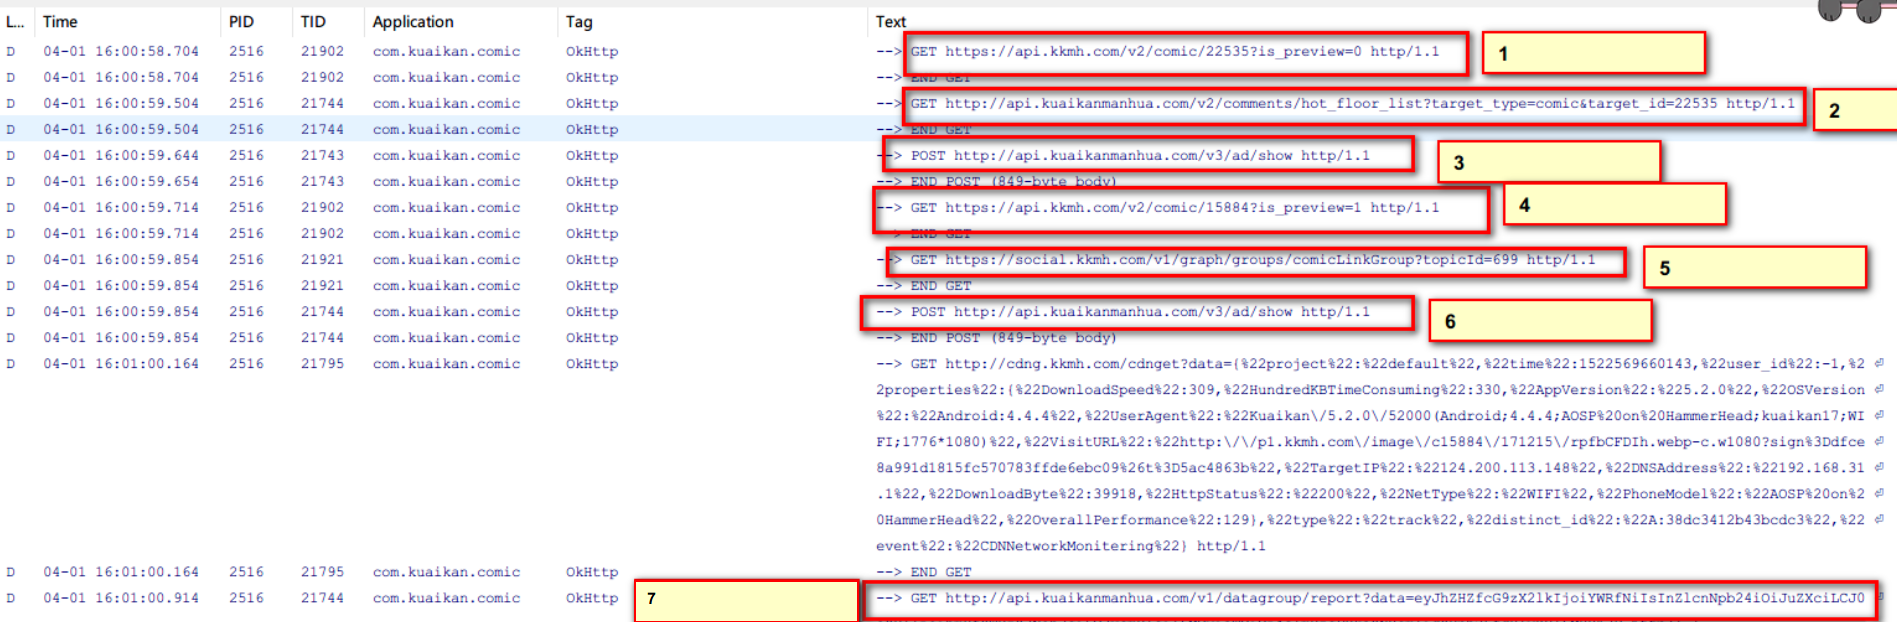 L... Time PID TID Application Tag Text
D 04-01 16:00:58.704 2516 21902 com.kuaikan.comic OkHttp --> GET https://api.kkmh.com/v2/comic/22535?is_preview=0 http/1.1 1
D 04-01 16:00:58.704 2516 21902 com.kuaikan.comic OkHttp --> END GET
D 04-01 16:00:59.504 2516 21744 com.kuaikan.comic OkHttp --> GET http://api.kuaikanmanhua.com/v2/comments/hot_floor_list?target_type=comic&target_id=22535 http/1.1 2
D 04-01 16:00:59.504 2516 21744 com.kuaikan.comic OkHttp --> END GET
D 04-01 16:00:59.644 2516 21743 com.kuaikan.comic OkHttp --> POST http://api.kuaikanmanhua.com/v3/ad/show http/1.1 3
D 04-01 16:00:59.654 2516 21743 com.kuaikan.comic OkHttp --> END POST (849-byte body)
D 04-01 16:00:59.714 2516 21902 com.kuaikan.comic OkHttp --> GET https://api.kkmh.com/v2/comic/15884?is_preview=1 http/1.1 4
D 04-01 16:00:59.714 2516 21902 com.kuaikan.comic OkHttp --> END GET
D 04-01 16:00:59.854 2516 21921 com.kuaikan.comic OkHttp --> GET https://social.kkmh.com/v1/graph/groups/comicLinkGroup?topicId=699 http/1.1 5
D 04-01 16:00:59.854 2516 21921 com.kuaikan.comic OkHttp --> END GET
D 04-01 16:00:59.854 2516 21744 com.kuaikan.comic OkHttp --> POST http://api.kuaikanmanhua.com/v3/ad/show http/1.1 6
D 04-01 16:00:59.854 2516 21744 com.kuaikan.comic OkHttp --> END POST (849-byte body)
D 04-01 16:01:00.164 2516 21795 com.kuaikan.comic OkHttp --> GET http://cdng.kkmh.com/cdnget?data={%22project%22:%22default%22,%22time%22:1522569660143,%22user_id%22:-1,%2
2properties%22:{%22DownloadSpeed%22:309,%22HundredKBTimeConsuming%22:330,%22AppVersion%22:%225.2.0%22,%22OSVersion
%22:%22Android:4.4.4%22,%22UserAgent%22:%22Kuaikan\/5.2.0\/52000(Android;4.4.4;AOSP%20on%20HammerHead;kuaikan17;WI
FI;1776*1080)%22,%22VisitURL%22:%22http:\/\/p1.kkmh.com\/image\/c15884\/171215\/rpfbCFDIh.webp-c.w1080?sign%3Ddfce
8a991d1815fc570783ffde6ebc09%26t%3D5ac4863b%22,%22TargetIP%22:%22124.200.113.148%22,%22DNSAddress%22:%22192.168.31
.1%22,%22DownloadByte%22:39918,%22HttpStatus%22:%22200%22,%22NetType%22:%22WIFI%22,%22PhoneModel%22:%22AOSP%20on%2
0HammerHead%22,%22OverallPerformance%22:129},%22type%22:%22track%22,%22distinct_id%22:%22A:38dc3412b43bcdc3%22,%22
event%22:%22CDNNetworkMonitering%22} http/1.1
D 04-01 16:01:00.164 2516 21795 com.kuaikan.comic OkHttp --> END GET
D 04-01 16:01:00.914 2516 21744 com.kuaikan.comic OkHttp 7 --> GET http://api.kuaikanmanhua.com/v1/datagroup/report?data=eyJhZHZfcG9zX2lkIjoiYWRfNiIsInZlcnNpb24iOiJuZXciLCJ0